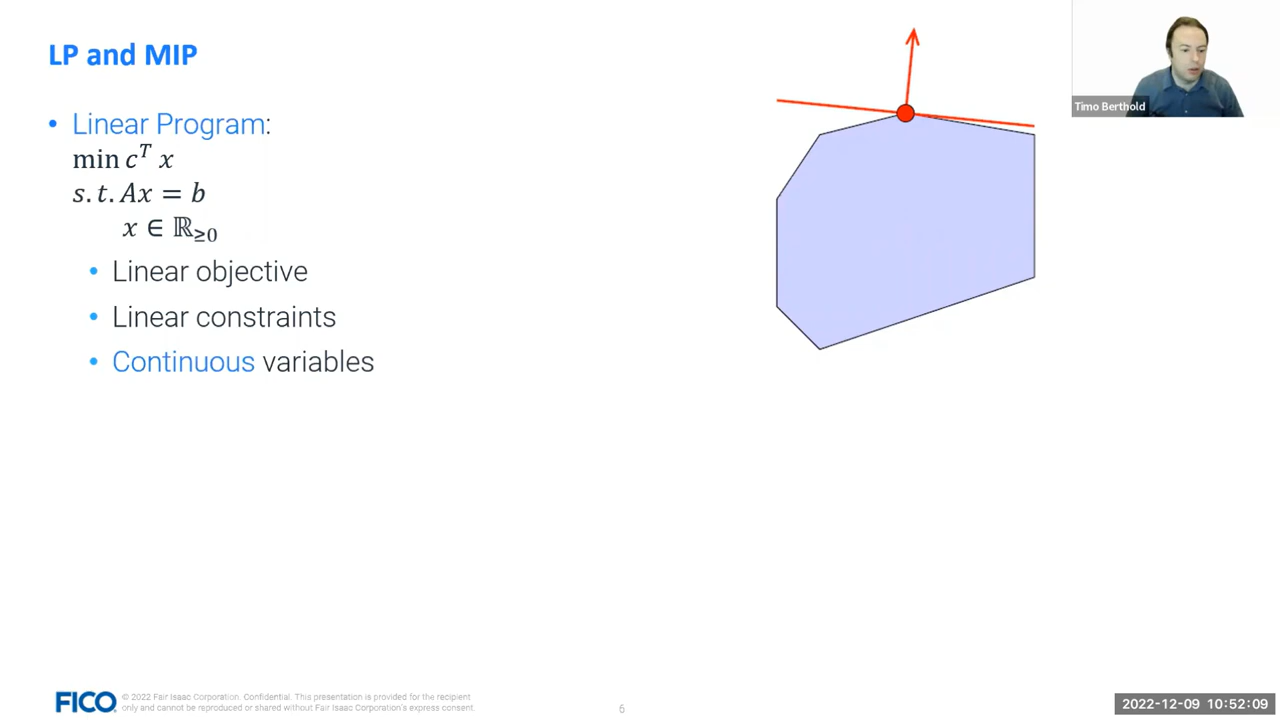 LP and MIP
• Linear Program:
min c^T x
s.t. Ax = b
x ∈ ℝ≥0
• Linear objective
• Linear constraints
• Continuous variables
Timo Berthold
FICO
© 2022 Fair Isaac Corporation. Confidential. This presentation is provided for the recipient
only and cannot be reproduced or shared without Fair Isaac Corporation's express consent.
6
2022-12-09 10:52:09